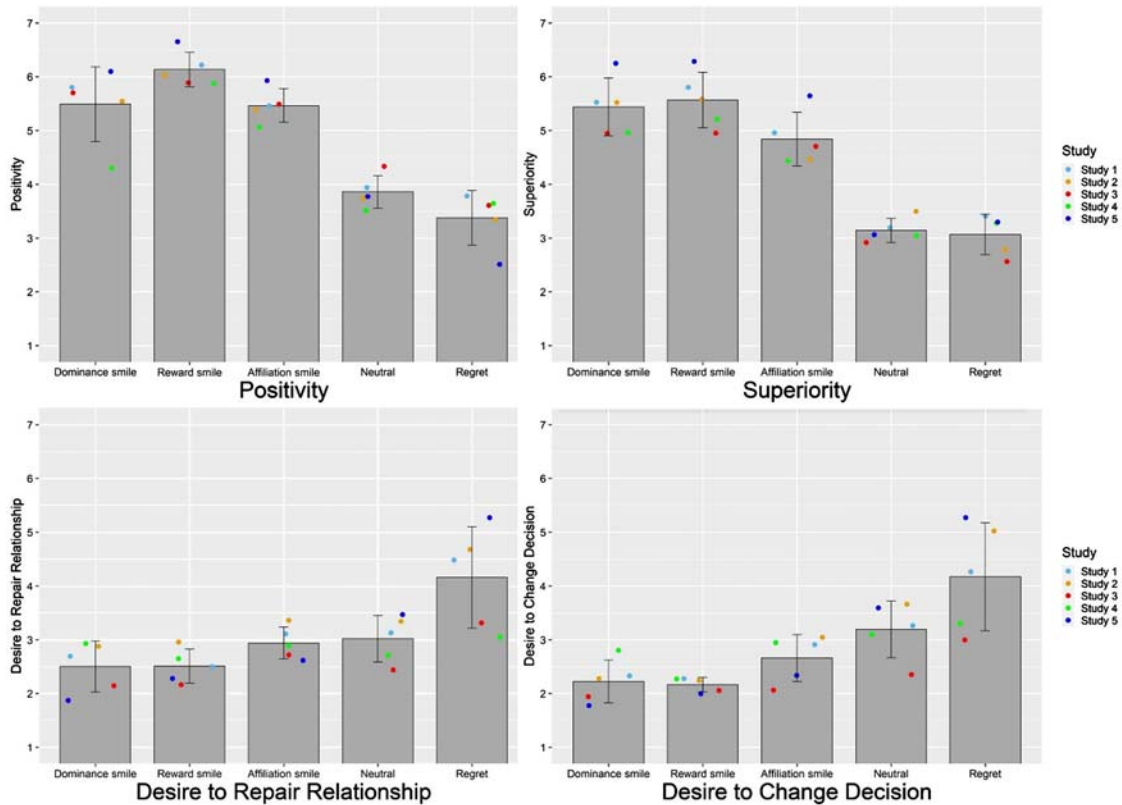 7
6
5
4
3
2
1
Positivity
Dominance smile
Reward smile
Affiliation smile
Neutral
Regret
Positivity
7
6
5
4
3
2
1
Superiority
Dominance smile
Reward smile
Affiliation smile
Neutral
Regret
Superiority
Study
Study 1
Study 2
Study 3
Study 4
Study 5
7
6
5
4
3
2
1
Desire to Repair Relationship
Dominance smile
Reward smile
Affiliation smile
Neutral
Regret
Desire to Repair Relationship
7
6
5
4
3
2
1
Desire to Change Decision
Dominance smile
Reward smile
Affiliation smile
Neutral
Regret
Desire to Change Decision
Study
Study 1
Study 2
Study 3
Study 4
Study 5